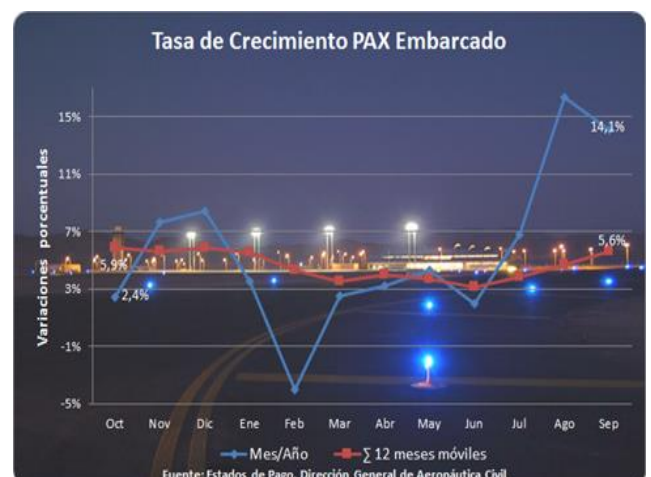 Tasa de Crecimiento PAX Embarcado
Variaciones porcentuales
15%
11%
7%
3%
-1%
-5%
5,9%
2,4%
14,1%
5,6%
Oct Nov Dic Ene Feb Mar Abr May Jun Jul Ago Sep
Mes/Año ∑ 12 meses móviles
Fuente: Estados de Pago, Dirección General de Aeronáutica Civil